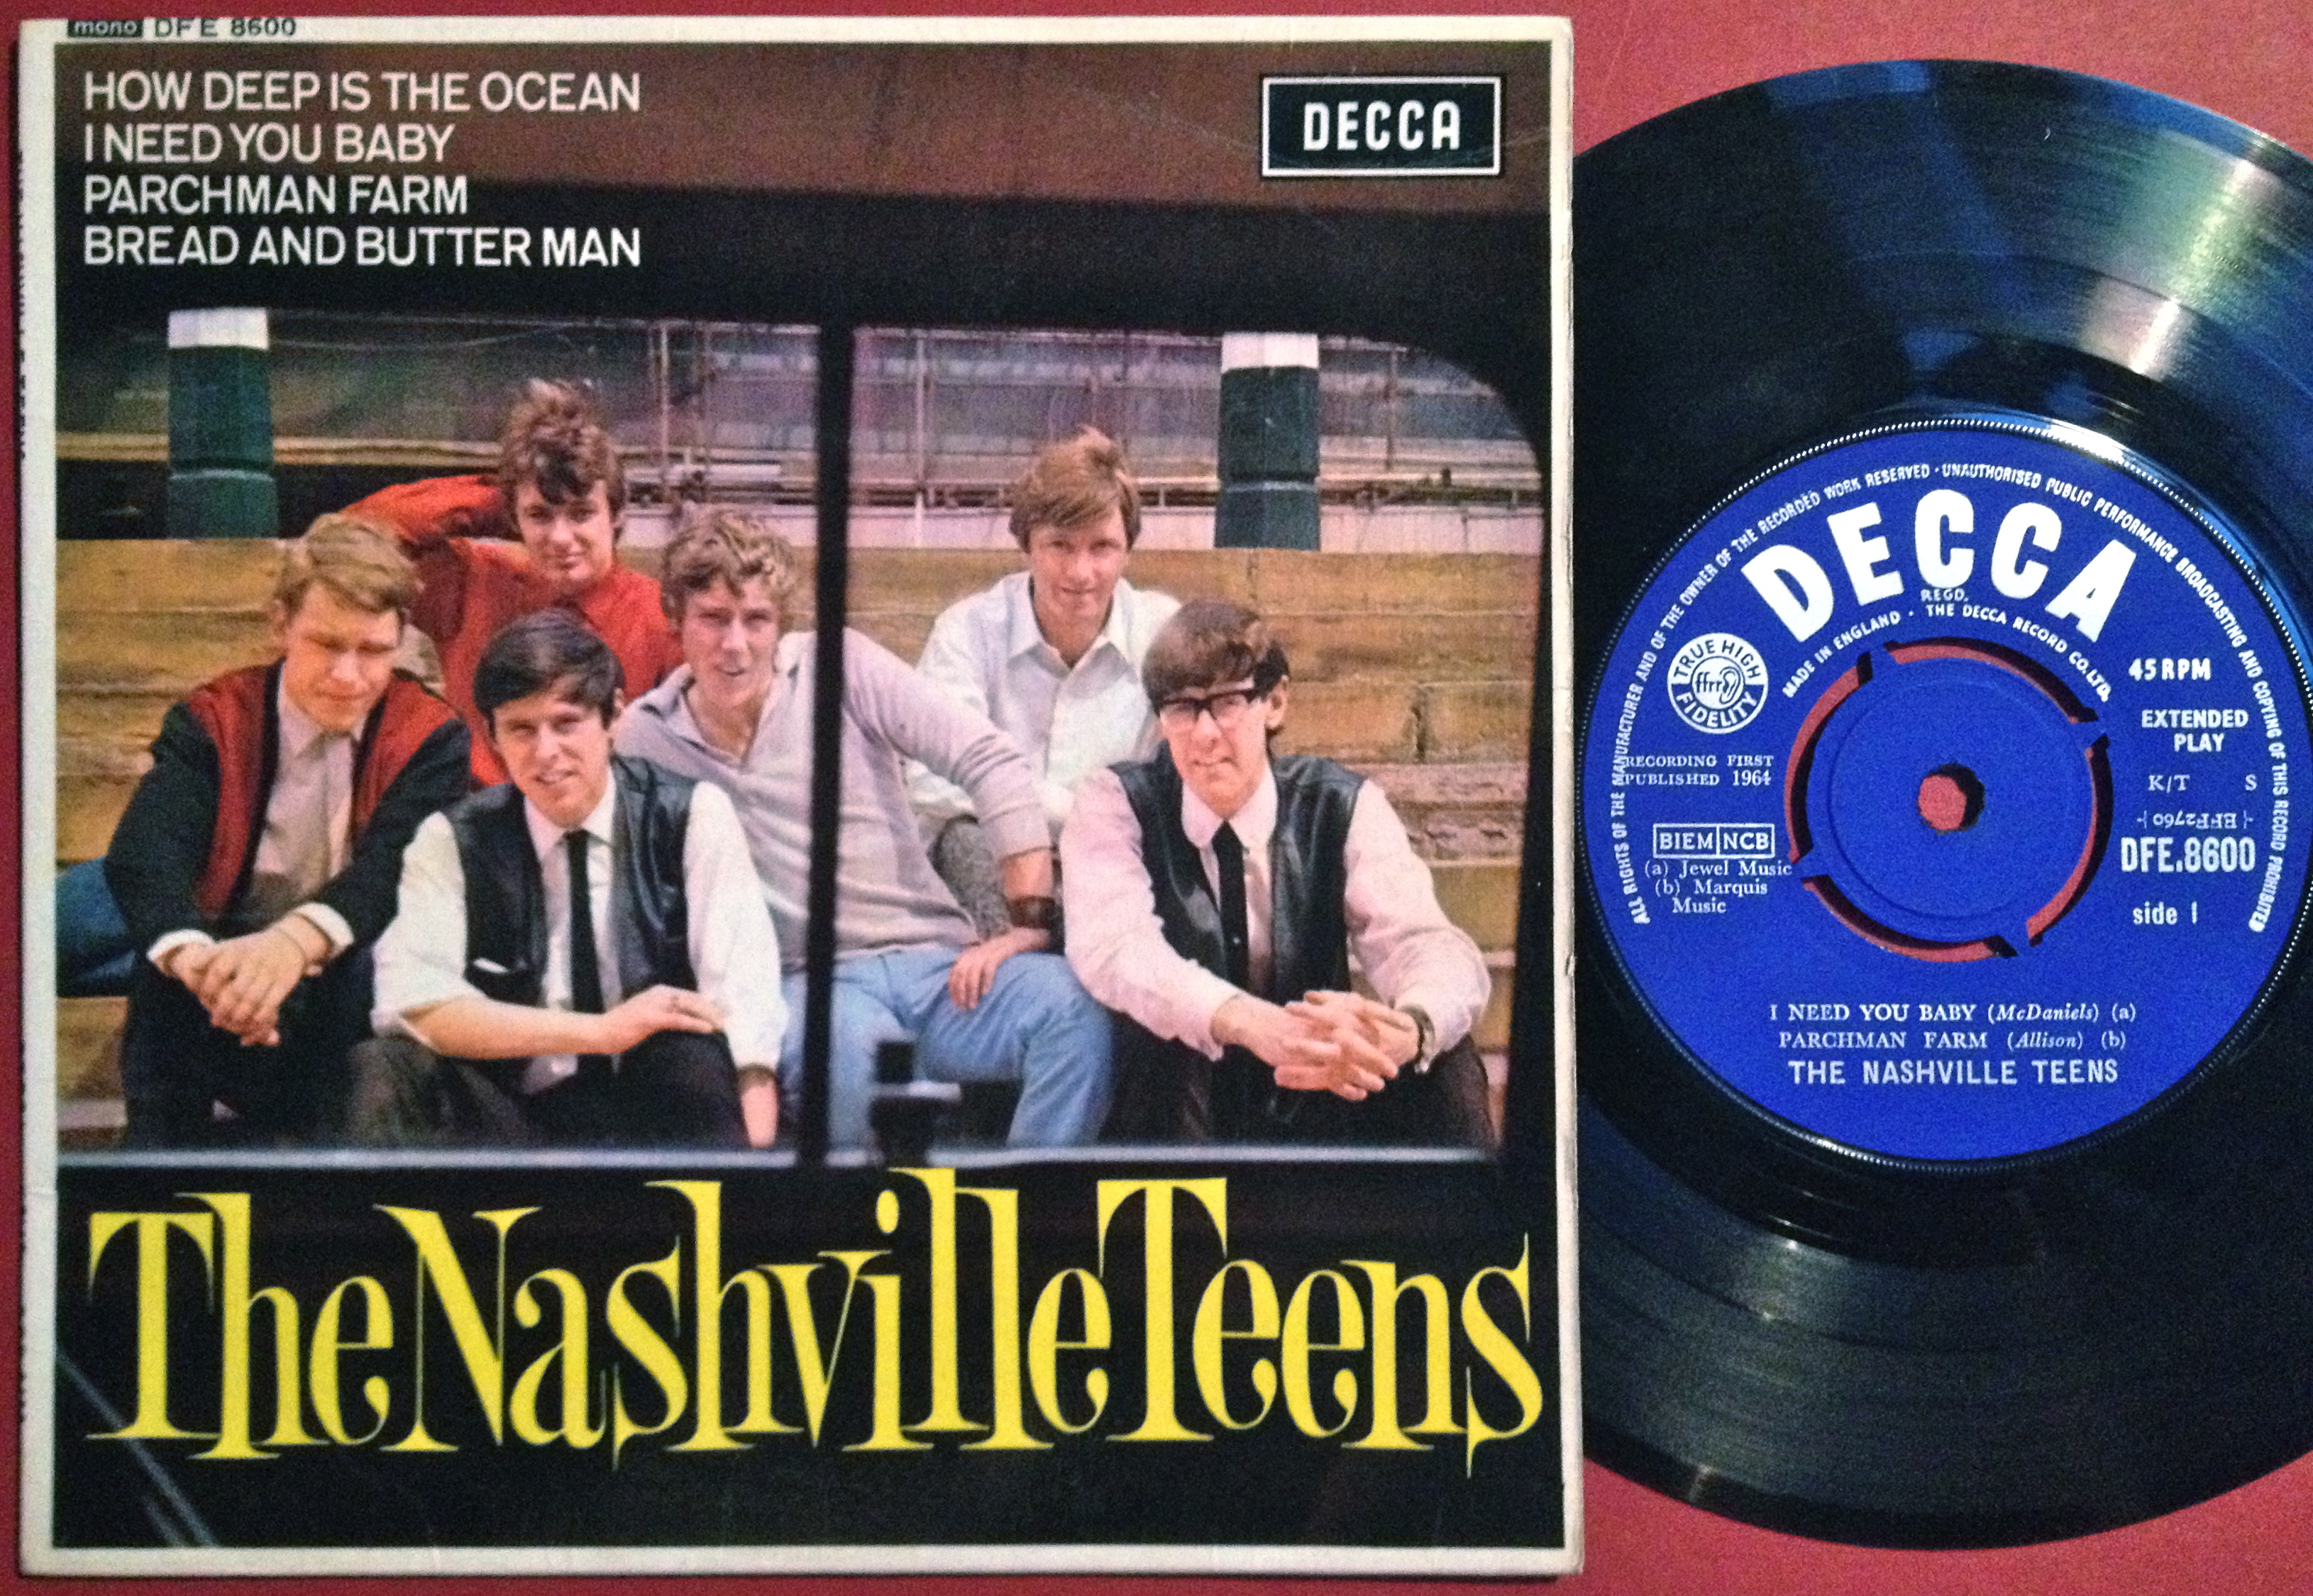 mono DFE 8600
HOW DEEP IS THE OCEAN
I NEED YOU BABY
PARCHMAN FARM
BREAD AND BUTTER MAN
DECCA
The Nashville Teens
ALL RIGHTS OF THE MANUFACTURER AND OF THE OWNER OF THE RECORDED WORK RESERVED · UNAUTHORISED PUBLIC PERFORMANCE BROADCASTING AND COPYING OF THIS RECORD PROHIBITED
DECCA
REGD.
MADE IN ENGLAND · THE DECCA RECORD CO. LTD.
TRUE HIGH
ffrr
FIDELITY
45 RPM
EXTENDED
PLAY
RECORDING FIRST
PUBLISHED 1964
K/T S
EFF2760
DFE.8600
BIEM NCB
(a) Jewel Music
(b) Marquis
Music
side 1
I NEED YOU BABY (McDaniels) (a)
PARCHMAN FARM (Allison) (b)
THE NASHVILLE TEENS